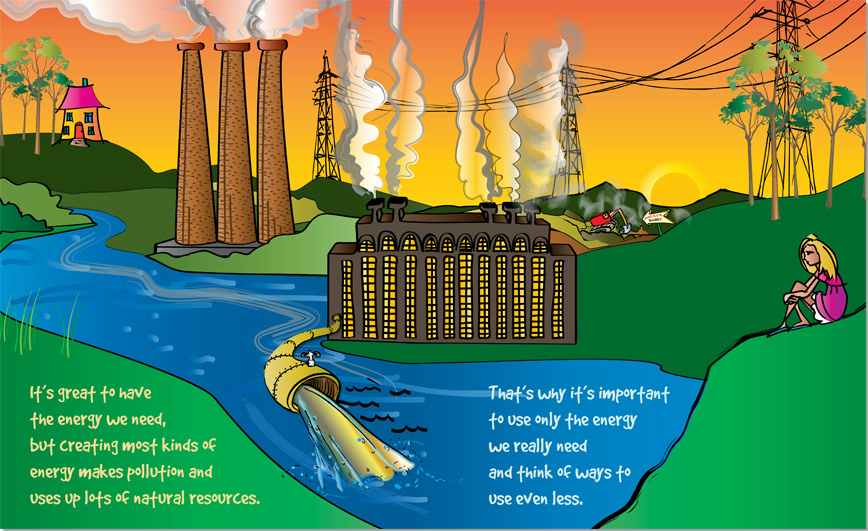 It's great to have
the energy we need,
but creating most kinds of
energy makes pollution and
uses up lots of natural resources.
That's why it's important
to use only the energy
we really need
and think of ways to
use even less.